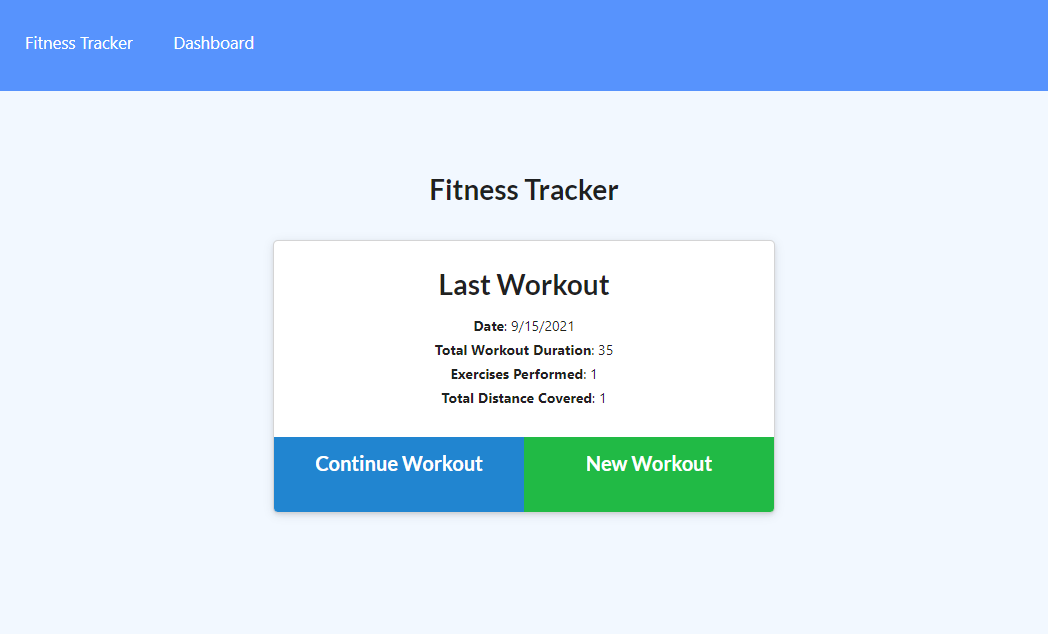 Fitness Tracker Dashboard
Fitness Tracker
Last Workout
Date: 9/15/2021
Total Workout Duration: 35
Exercises Performed: 1
Total Distance Covered: 1
Continue Workout New Workout